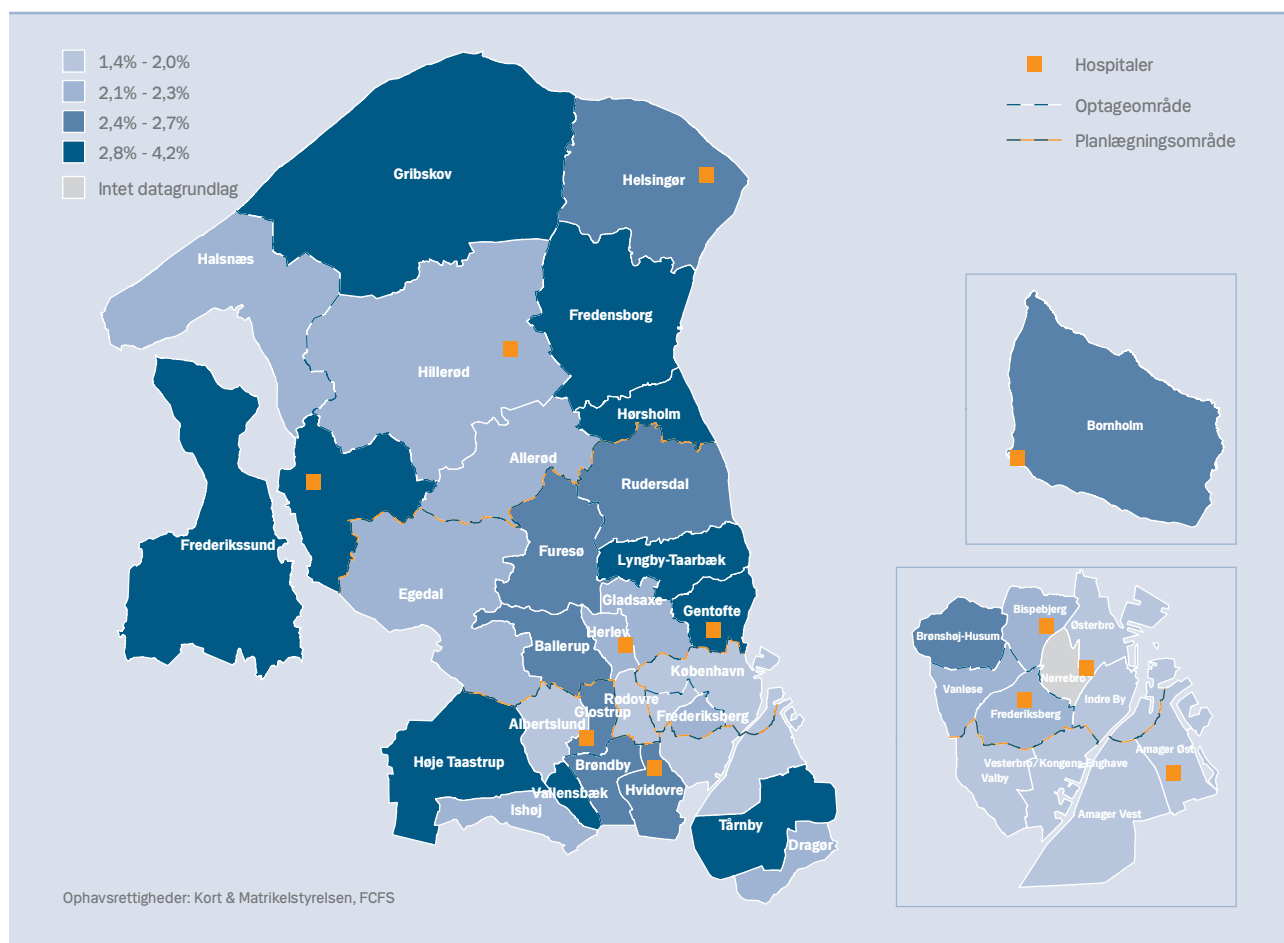 1,4% - 2,0%
2,1% - 2,3%
2,4% - 2,7%
2,8% - 4,2%
Intet datagrundlag
Hospitaler
Optageområde
Planlægningsområde
Gribskov
Helsingør
Halsnæs
Fredensborg
Hillerød
Hørsholm
Allerød
Rudersdal
Frederikssund
Furesø
Lyngby-Taarbæk
Egedal
Gladsaxe
Gentofte
Herlev
Ballerup
København
Rødovre
Glostrup
Frederiksberg
Albertslund
Høje Taastrup
Brøndby
Vallensbæk
Hvidovre
Ishøj
Tårnby
Dragør
Bornholm
Bispebjerg
Østerbro
Brønshøj-Husum
Nørrebro
Vanløse
Indre By
Frederiksberg
Amager Øst
Vesterbro/Kongens Enghave
Valby
Amager Vest
Ophavsrettigheder: Kort & Matrikelstyrelsen, FCFS